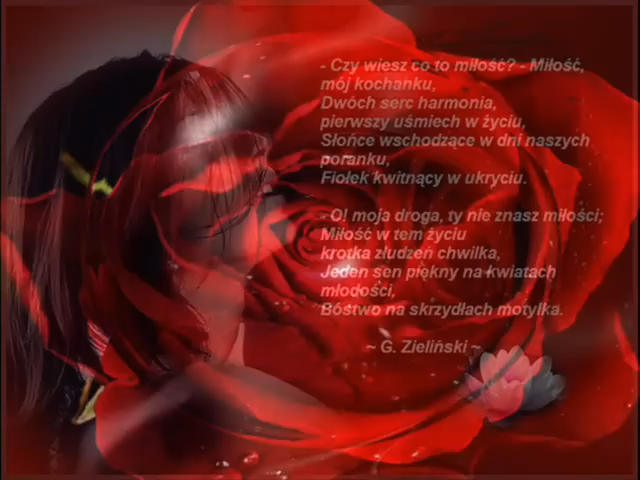 - Czy wiesz co to miłość? - Miłość,
mój kochanku,
Dwóch serc harmonia,
pierwszy uśmiech w życiu,
Słońce wschodzące w dni naszych
poranku,
Fiołek kwitnący w ukryciu.

- O! moja droga, ty nie znasz miłości;
Miłość w tem życiu
krotka złudzeń chwilka,
Jeden sen piękny na kwiatach
młodości,
Bóstwo na skrzydłach motylka.

~ G. Zieliński ~